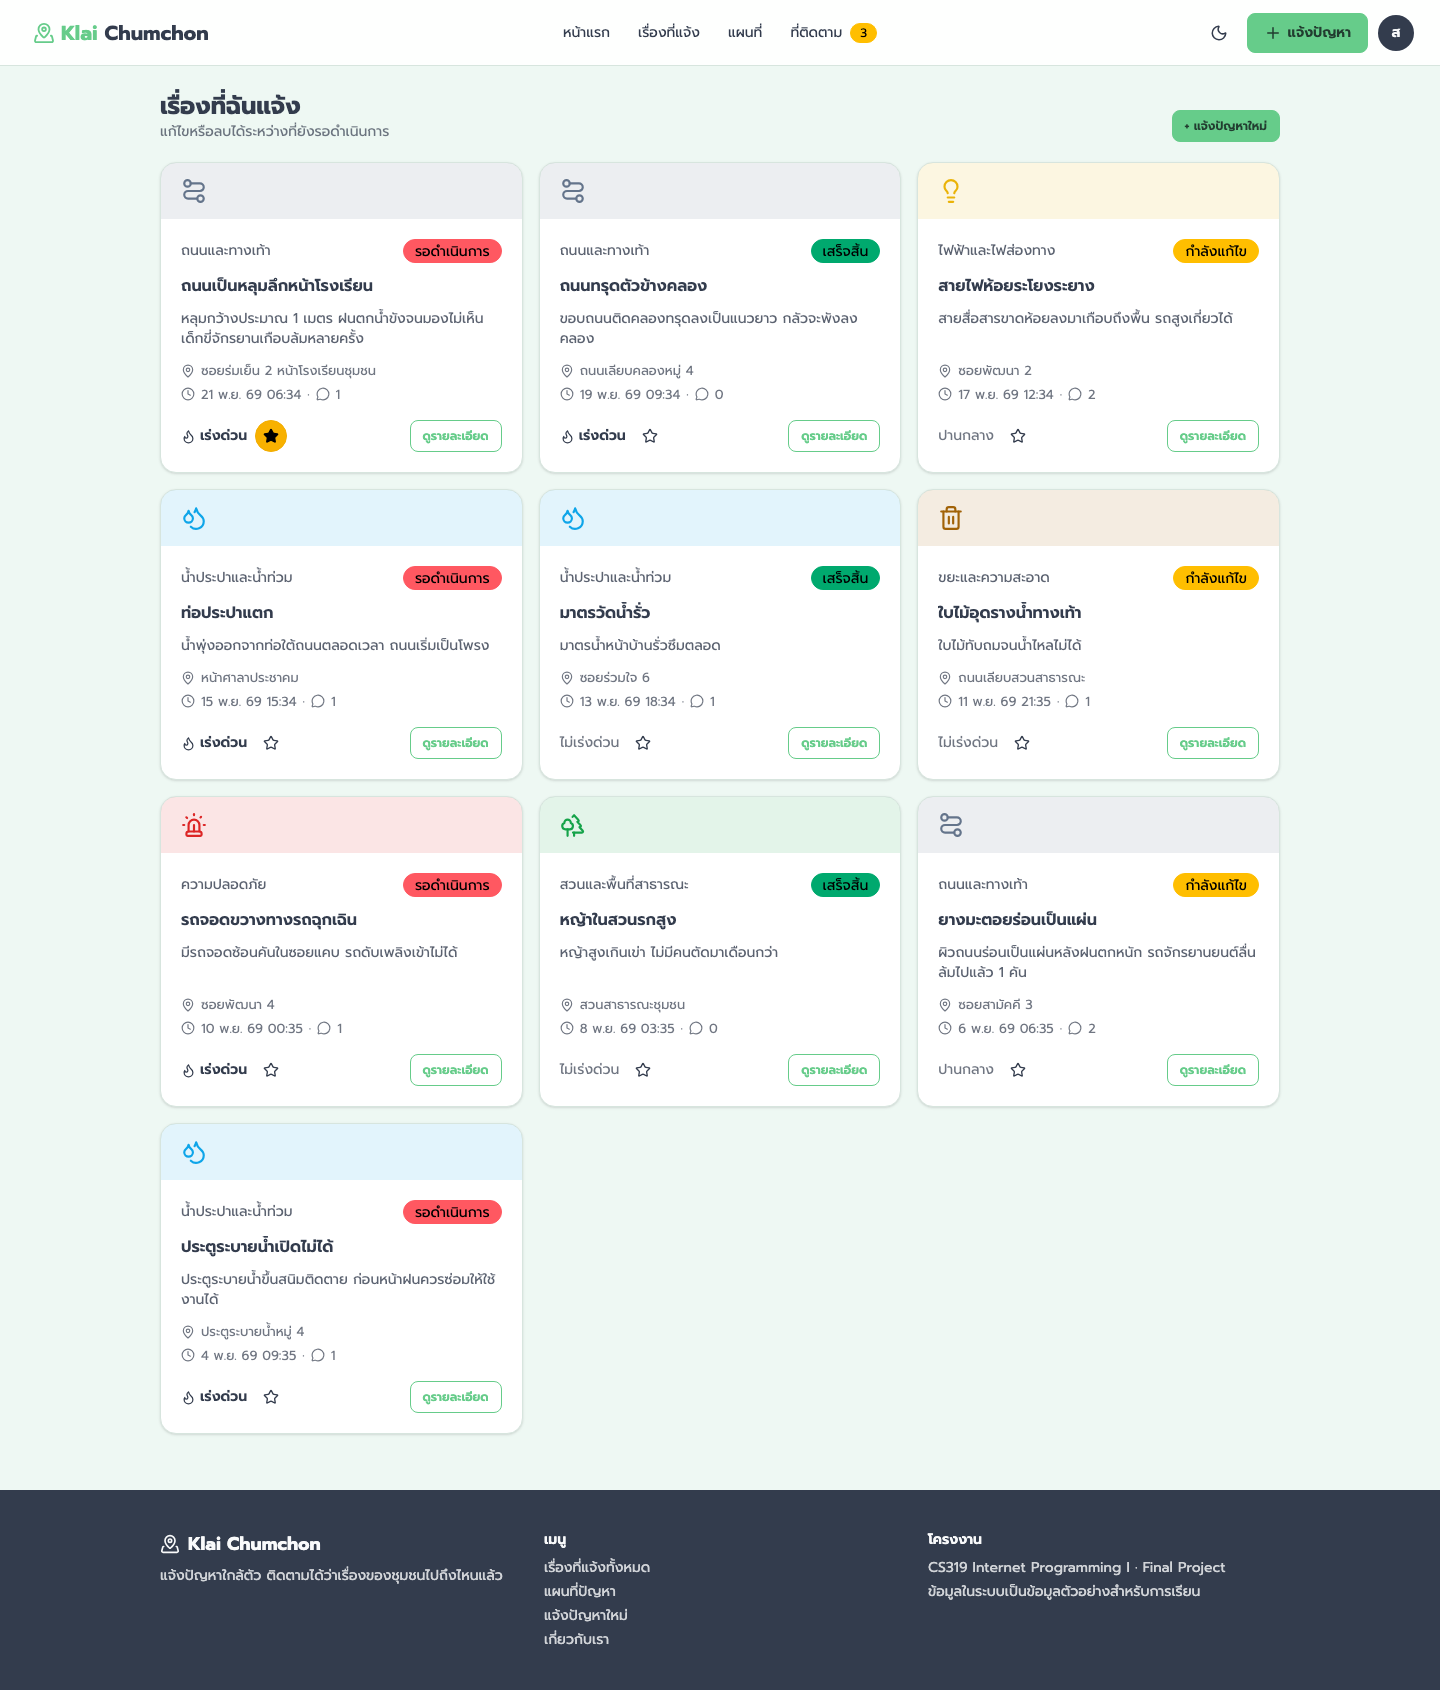 Klai Chumchon
หน้าแรก
เรื่องที่แจ้ง
แผนที่
ที่ติดตาม 3
+ แจ้งปัญหา
ส
เรื่องที่ฉันแจ้ง
แก้ไขหรือลบได้ระหว่างที่ยังรอดำเนินการ
+ แจ้งปัญหาใหม่
ถนนและทางเท้า
รอดำเนินการ
ถนนเป็นหลุมลึกหน้าโรงเรียน
หลุมกว้างประมาณ 1 เมตร ฝนตกน้ำขังจนมองไม่เห็น
เด็กขี่จักรยานเกือบล้มหลายครั้ง
ซอยร่มเย็น 2 หน้าโรงเรียนชุมชน
21 พ.ย. 69 06:34 · 1
เร่งด่วน
ดูรายละเอียด
ถนนและทางเท้า
เสร็จสิ้น
ถนนทรุดตัวข้างคลอง
ขอบถนนติดคลองทรุดลงเป็นแนวยาว กลัวจะพังลง
คลอง
ถนนเลียบคลองหมู่ 4
19 พ.ย. 69 09:34 · 0
เร่งด่วน
ดูรายละเอียด
ไฟฟ้าและไฟส่องทาง
กำลังแก้ไข
สายไฟห้อยระโยงระยาง
สายสื่อสารขาดห้อยลงมาเกือบถึงพื้น รถสูงเกี่ยวได้
ซอยพัฒนา 2
17 พ.ย. 69 12:34 · 2
ปานกลาง
ดูรายละเอียด
น้ำประปาและน้ำท่วม
รอดำเนินการ
ท่อประปาแตก
น้ำพุ่งออกจากท่อใต้ถนนตลอดเวลา ถนนเริ่มเป็นโพรง
หน้าศาลาประชาคม
15 พ.ย. 69 15:34 · 1
เร่งด่วน
ดูรายละเอียด
น้ำประปาและน้ำท่วม
เสร็จสิ้น
มาตรวัดน้ำรั่ว
มาตรน้ำหน้าบ้านรั่วซึมตลอด
ซอยร่วมใจ 6
13 พ.ย. 69 18:34 · 1
ไม่เร่งด่วน
ดูรายละเอียด
ขยะและความสะอาด
กำลังแก้ไข
ใบไม้อุดรางน้ำทางเท้า
ใบไม้ทับถมจนน้ำไหลไม่ได้
ถนนเลียบสวนสาธารณะ
11 พ.ย. 69 21:35 · 1
ไม่เร่งด่วน
ดูรายละเอียด
ความปลอดภัย
รอดำเนินการ
รถจอดขวางทางรถฉุกเฉิน
มีรถจอดซ้อนคันในซอยแคบ รถดับเพลิงเข้าไม่ได้
ซอยพัฒนา 4
10 พ.ย. 69 00:35 · 1
เร่งด่วน
ดูรายละเอียด
สวนและพื้นที่สาธารณะ
เสร็จสิ้น
หญ้าในสวนรกสูง
หญ้าสูงเกินเข่า ไม่มีคนตัดมาเดือนกว่า
สวนสาธารณะชุมชน
8 พ.ย. 69 03:35 · 0
ไม่เร่งด่วน
ดูรายละเอียด
ถนนและทางเท้า
กำลังแก้ไข
ยางมะตอยร่อนเป็นแผ่น
ผิวถนนร่อนเป็นแผ่นหลังฝนตกหนัก รถจักรยานยนต์ลื่น
ล้มไปแล้ว 1 คัน
ซอยสามัคคี 3
6 พ.ย. 69 06:35 · 2
ปานกลาง
ดูรายละเอียด
น้ำประปาและน้ำท่วม
รอดำเนินการ
ประตูระบายน้ำเปิดไม่ได้
ประตูระบายน้ำขึ้นสนิมติดตาย ก่อนหน้าฝนควรซ่อมให้ใช้
งานได้
ประตูระบายน้ำหมู่ 4
4 พ.ย. 69 09:35 · 1
เร่งด่วน
ดูรายละเอียด
Klai Chumchon
แจ้งปัญหาใกล้ตัว ติดตามได้ว่าเรื่องของชุมชนไปถึงไหนแล้ว
เมนู
เรื่องที่แจ้งทั้งหมด
แผนที่ปัญหา
แจ้งปัญหาใหม่
เกี่ยวกับเรา
โครงงาน
CS319 Internet Programming I · Final Project
ข้อมูลในระบบเป็นข้อมูลตัวอย่างสำหรับการเรียน